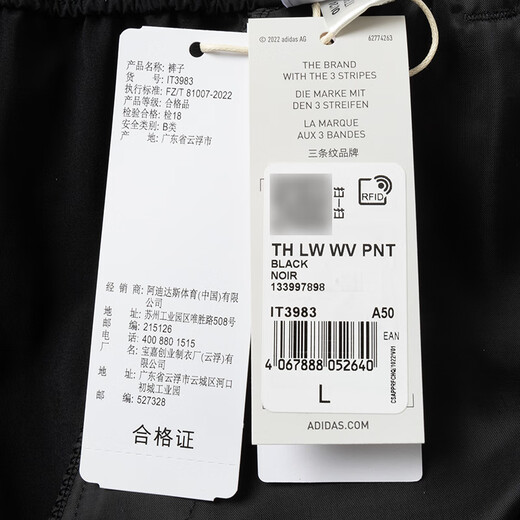 产品名称: 裤子
货 号: IT3983
执行标准: FZ/T 81007-2022
产品等级: 合格品
检验合格: 检18
安全类别: B类
产 地: 广东省云浮市
经 销 商: 阿迪达斯体育(中国)有限
公司
地 址: 苏州工业园区唯胜路508号
邮 编: 215126
电 话: 400 880 1515
厂 名: 宝嘉创业制衣厂(云浮)有
限公司
地 址: 广东省云浮市云城区河口
初城工业园
邮 编: 527328
合格证
© 2022 adidas AG
62774263
THE BRAND
WITH THE 3 STRIPES
DIE MARKE MIT
DEN 3 STREIFEN
LA MARQUE
AUX 3 BANDES
三条纹品牌
扫一扫
RFID
TH LW WV PNT
BLACK
NOIR
133997898
IT3983 A50
EAN
4 067888 052640
L
ADIDAS.COM